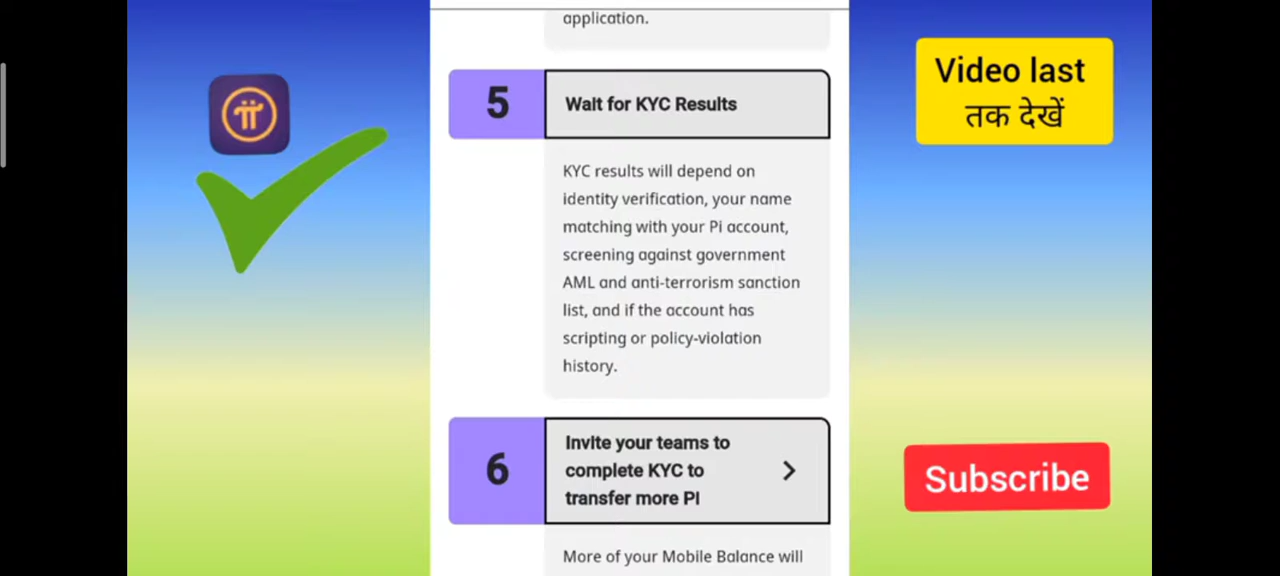 application.
5
Wait for KYC Results
KYC results will depend on
identity verification, your name
matching with your Pi account,
screening against government
AML and anti-terrorism sanction
list, and if the account has
scripting or policy-violation
history.
6
Invite your teams to
complete KYC to
transfer more PI
More of your Mobile Balance will
Video last
तक देखें
Subscribe